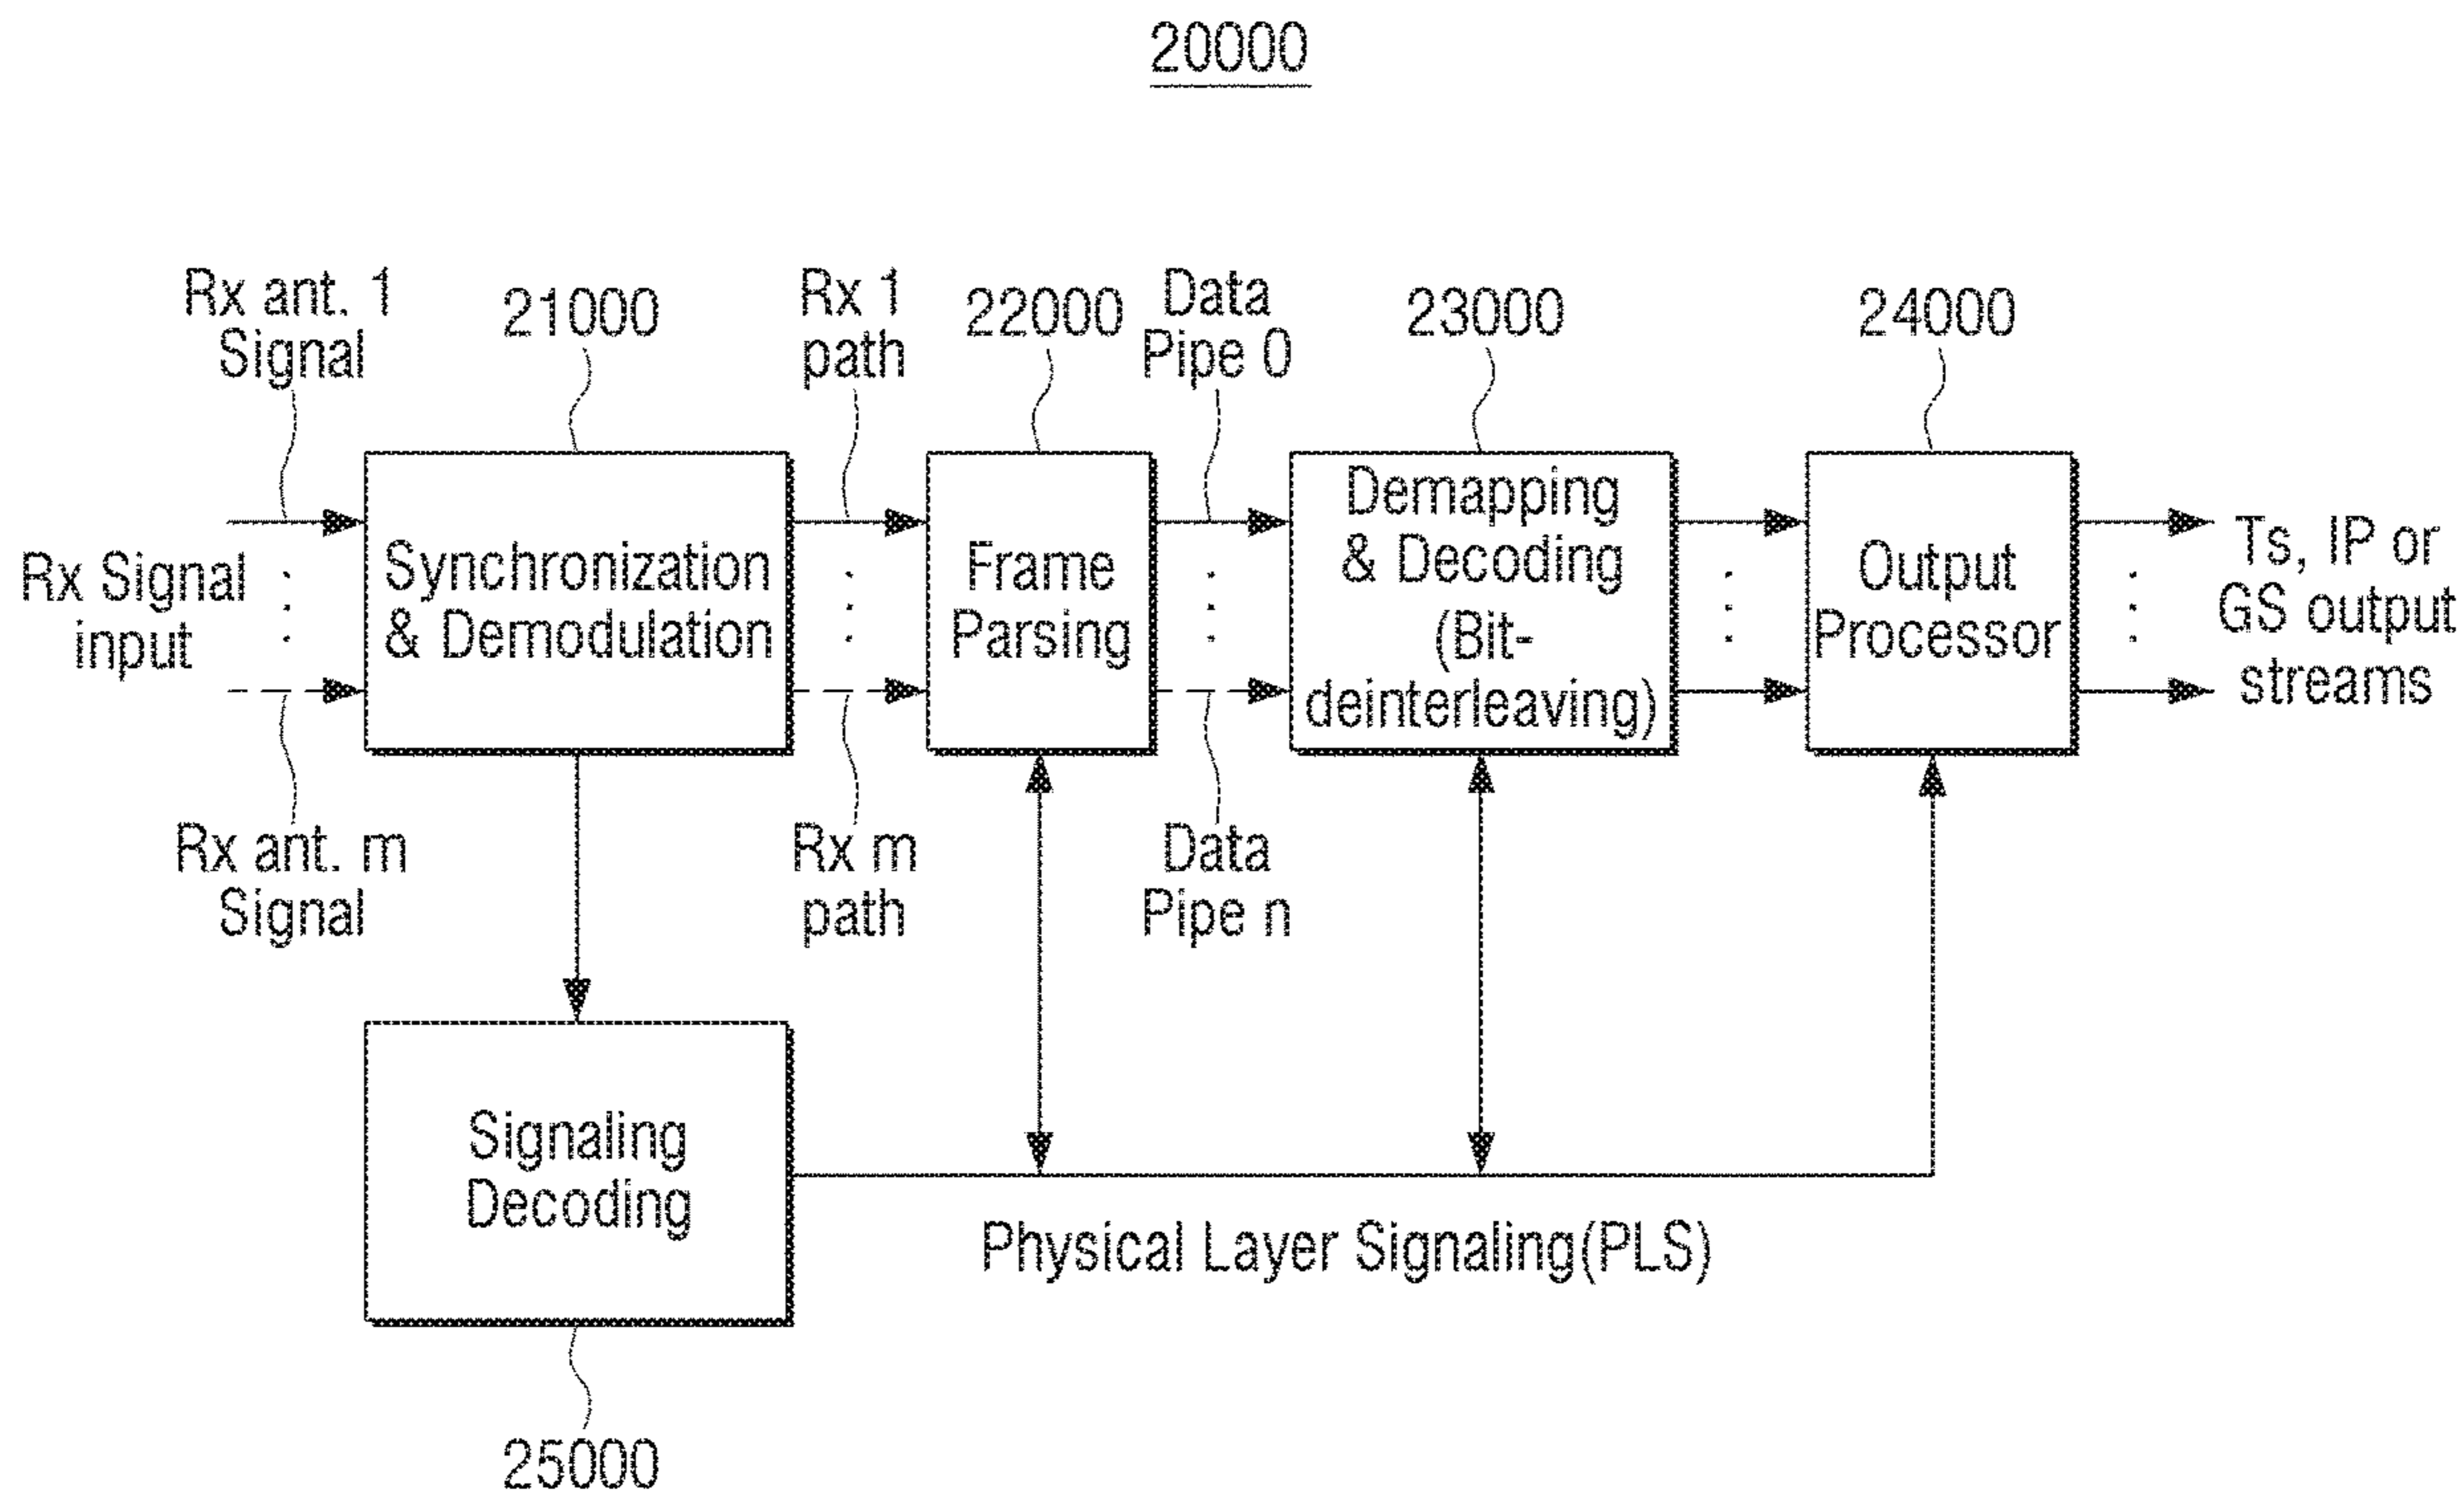 20000
Rx ant. 1
Signal
21000
Rx 1
path
22000
Data
Pipe 0
23000
24000
Rx Signal
input
Synchronization
& Demodulation
Frame
Parsing
Demapping
& Decoding
(Bit-
deinterleaving)
Output
Processor
Ts, IP or
GS output
streams
Rx ant. m
Signal
Rx m
path
Data
Pipe n
Signaling
Decoding
Physical Layer Signaling(PLS)
25000